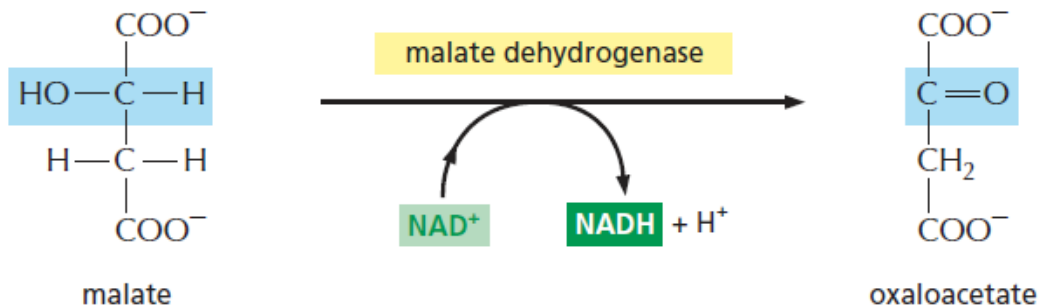 COO⁻
HO—C—H
H—C—H
COO⁻
malate
malate dehydrogenase
NAD⁺
NADH + H⁺
COO⁻
C=O
CH₂
COO⁻
oxaloacetate